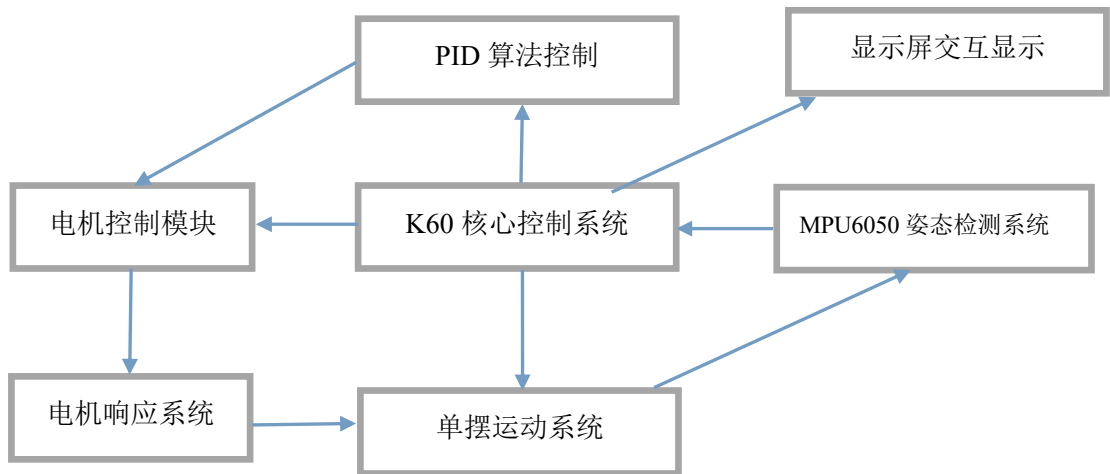 PID 算法控制
显示屏交互显示
电机控制模块
K60 核心控制系统
MPU6050 姿态检测系统
电机响应系统
单摆运动系统